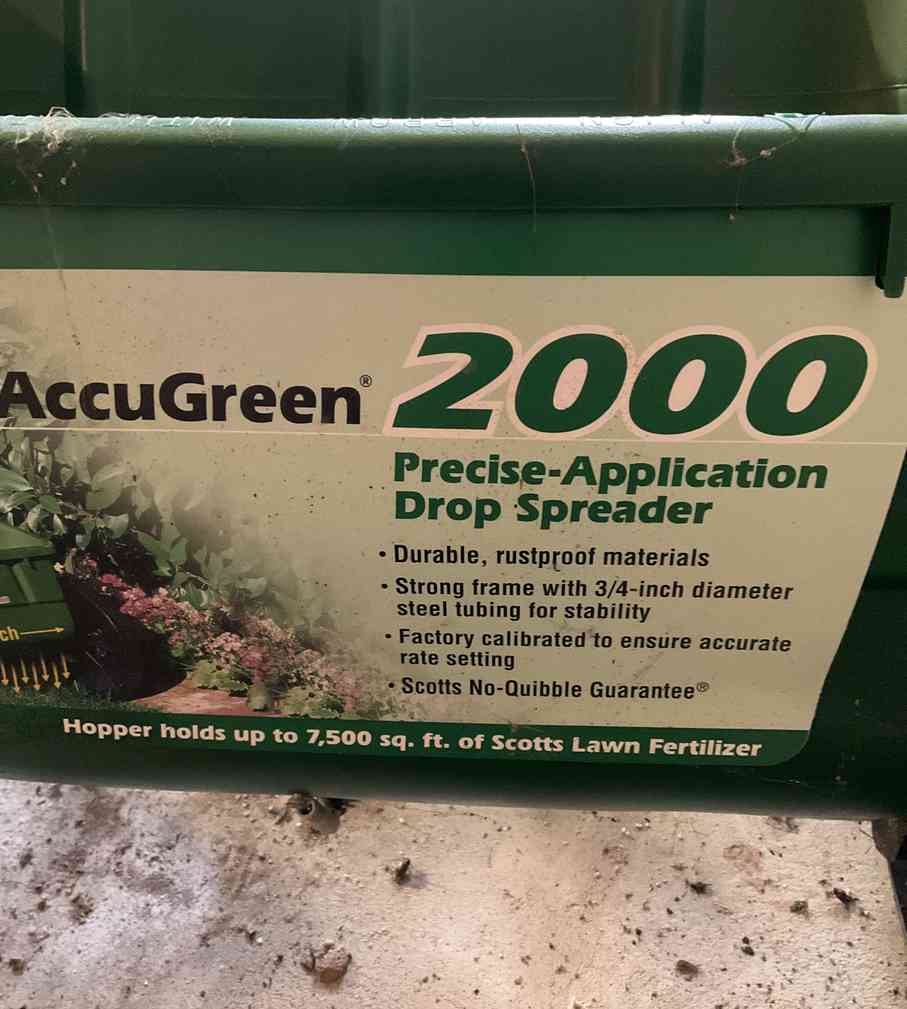 AccuGreen® 2000
Precise-Application
Drop Spreader
• Durable, rustproof materials
• Strong frame with 3/4-inch diameter
steel tubing for stability
• Factory calibrated to ensure accurate
rate setting
• Scotts No-Quibble Guarantee®
Hopper holds up to 7,500 sq. ft. of Scotts Lawn Fertilizer